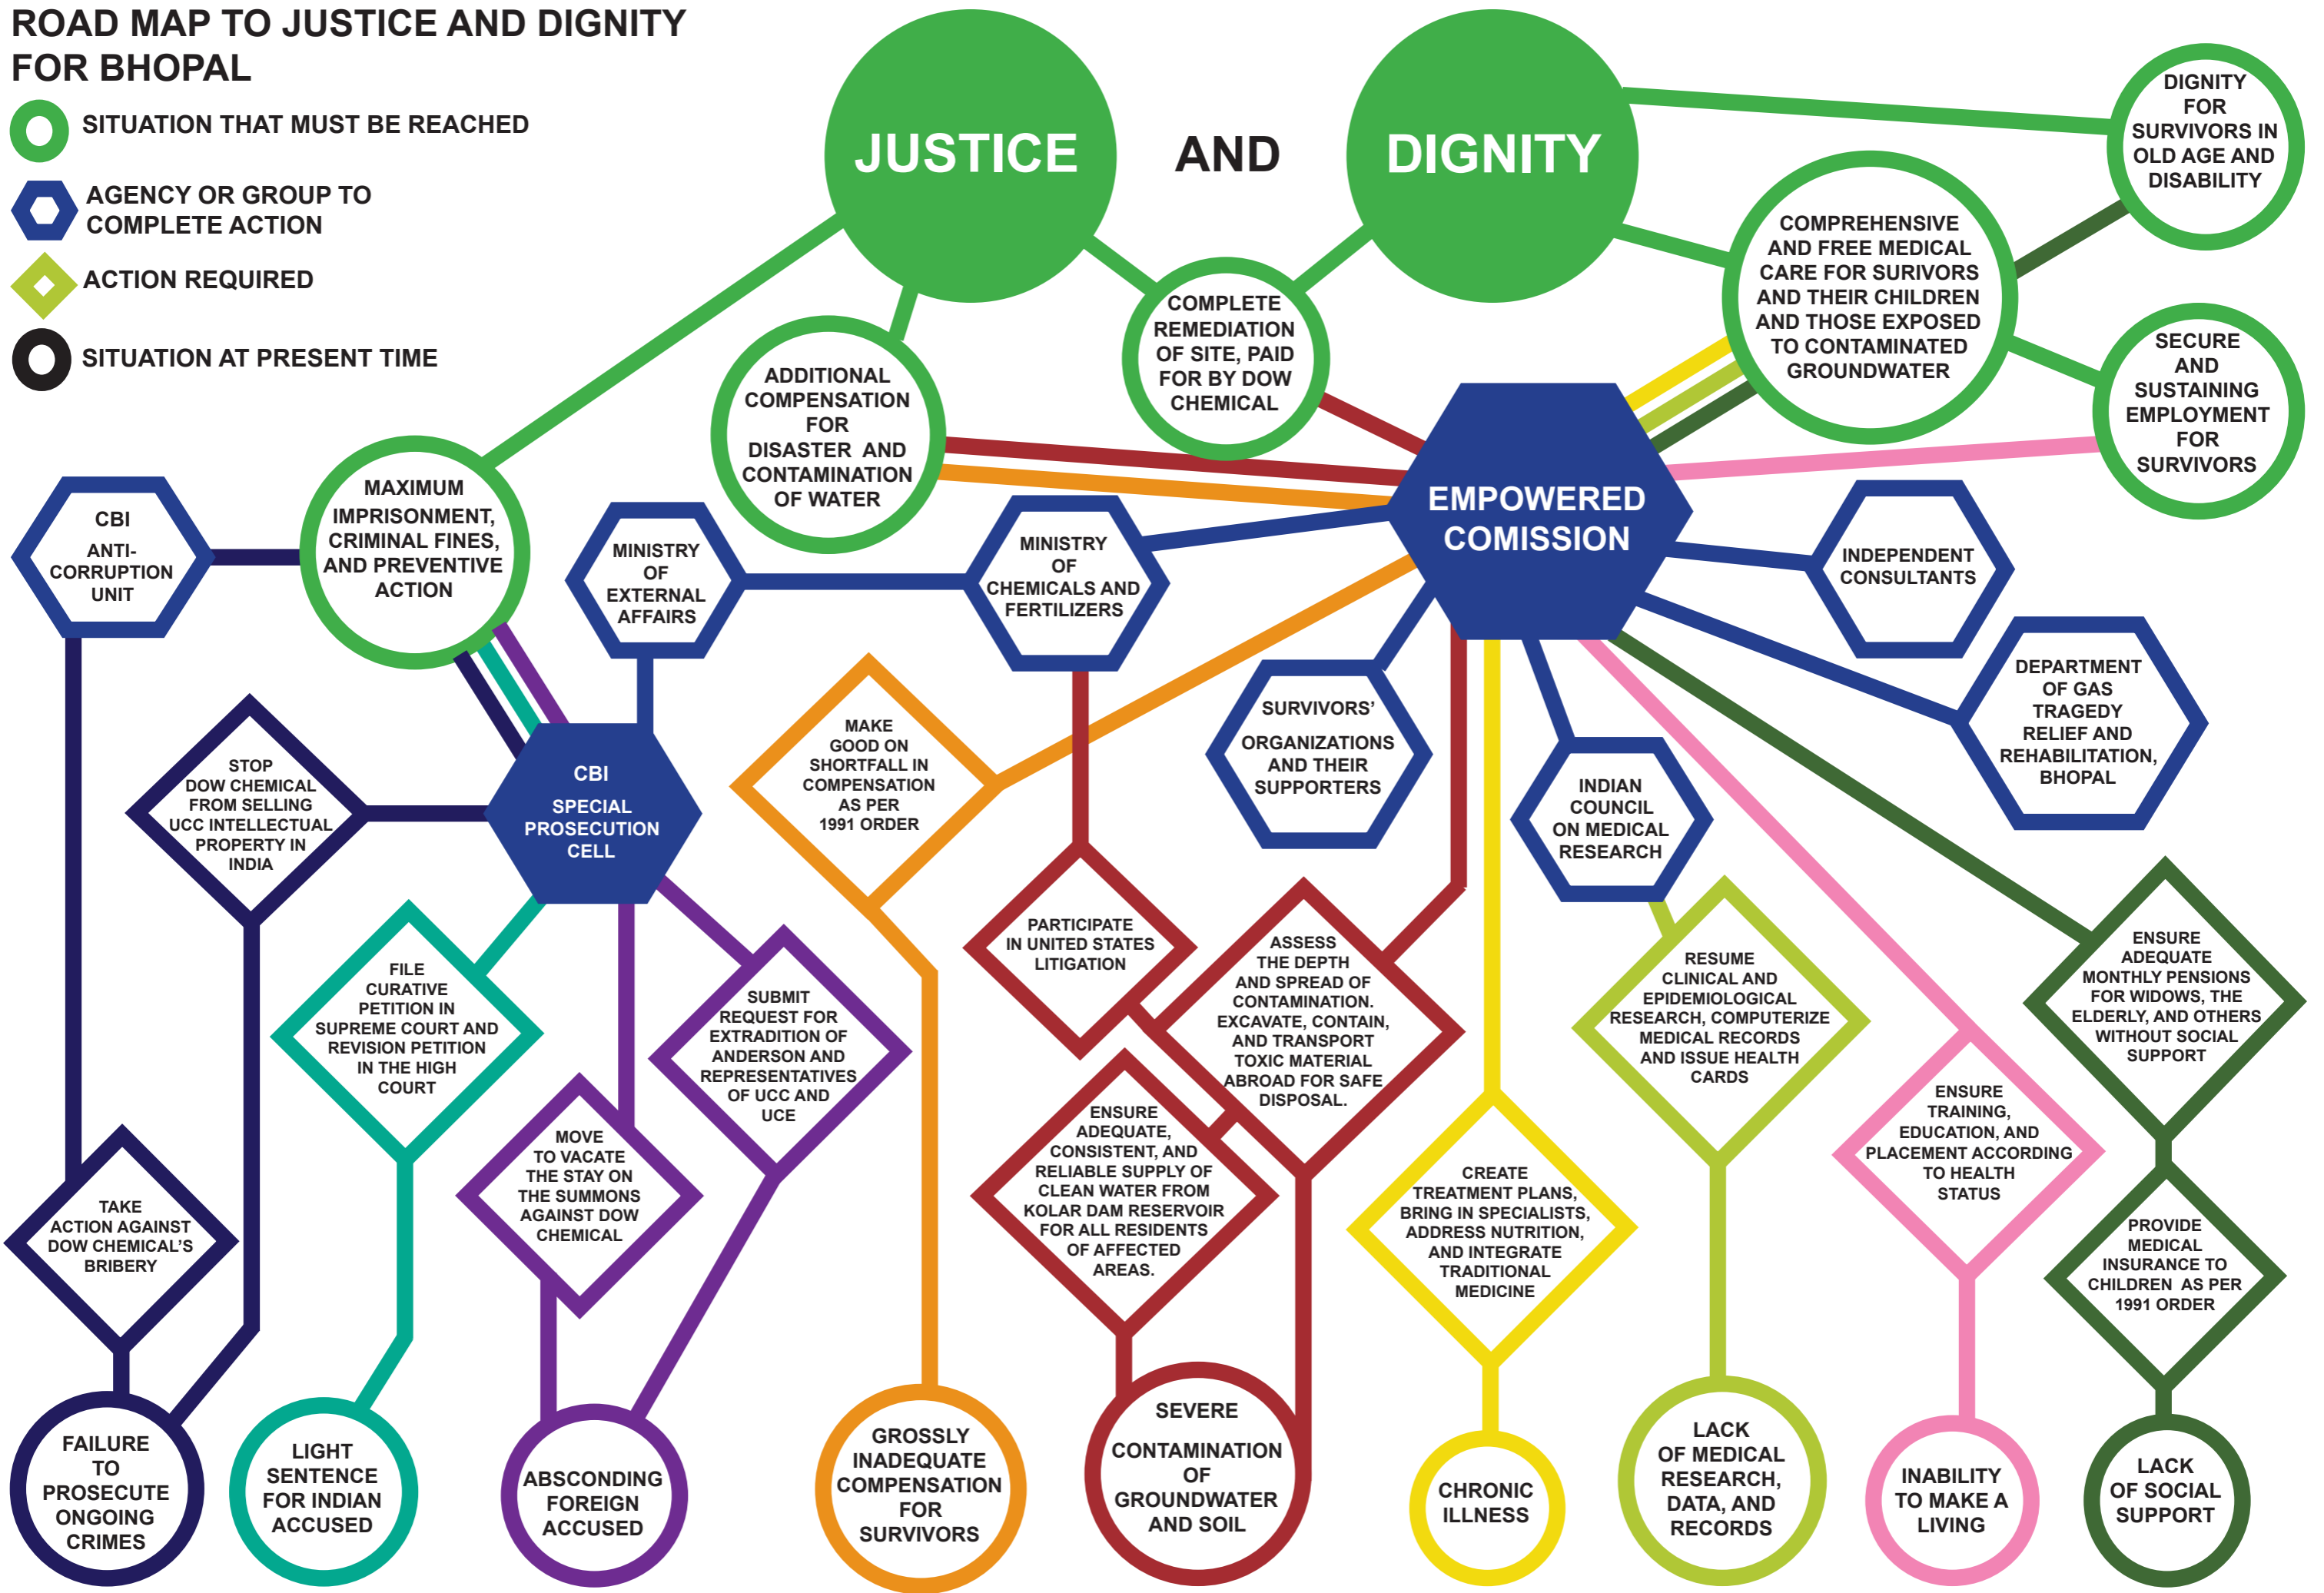 ROAD MAP TO JUSTICE AND DIGNITY
FOR BHOPAL
SITUATION THAT MUST BE REACHED
AGENCY OR GROUP TO
COMPLETE ACTION
ACTION REQUIRED
SITUATION AT PRESENT TIME
JUSTICE
AND
DIGNITY
DIGNITY
FOR
SURVIVORS IN
OLD AGE AND
DISABILITY
COMPREHENSIVE
AND FREE MEDICAL
CARE FOR SURIVORS
AND THEIR CHILDREN
AND THOSE EXPOSED
TO CONTAMINATED
GROUNDWATER
COMPLETE
REMEDIATION
OF SITE, PAID
FOR BY DOW
CHEMICAL
ADDITIONAL
COMPENSATION
FOR
DISASTER AND
CONTAMINATION
OF WATER
SECURE
AND
SUSTAINING
EMPLOYMENT
FOR
SURVIVORS
MAXIMUM
IMPRISONMENT,
CRIMINAL FINES,
AND PREVENTIVE
ACTION
CBI
ANTI-
CORRUPTION
UNIT
MINISTRY
OF
EXTERNAL
AFFAIRS
MINISTRY
OF
CHEMICALS AND
FERTILIZERS
EMPOWERED
COMISSION
INDEPENDENT
CONSULTANTS
DEPARTMENT
OF GAS
TRAGEDY
RELIEF AND
REHABILITATION,
BHOPAL
SURVIVORS'
ORGANIZATIONS
AND THEIR
SUPPORTERS
INDIAN
COUNCIL
ON MEDICAL
RESEARCH
CBI
SPECIAL
PROSECUTION
CELL
STOP
DOW CHEMICAL
FROM SELLING
UCC INTELLECTUAL
PROPERTY IN
INDIA
MAKE
GOOD ON
SHORTFALL IN
COMPENSATION
AS PER
1991 ORDER
FILE
CURATIVE
PETITION IN
SUPREME COURT AND
REVISION PETITION
IN THE HIGH
COURT
SUBMIT
REQUEST FOR
EXTRADITION OF
ANDERSON AND
REPRESENTATIVES
OF UCC AND
UCE
PARTICIPATE
IN UNITED STATES
LITIGATION
ASSESS
THE DEPTH
AND SPREAD OF
CONTAMINATION.
EXCAVATE, CONTAIN,
AND TRANSPORT
TOXIC MATERIAL
ABROAD FOR SAFE
DISPOSAL.
RESUME
CLINICAL AND
EPIDEMIOLOGICAL
RESEARCH, COMPUTERIZE
MEDICAL RECORDS
AND ISSUE HEALTH
CARDS
ENSURE
ADEQUATE
MONTHLY PENSIONS
FOR WIDOWS, THE
ELDERLY, AND OTHERS
WITHOUT SOCIAL
SUPPORT
TAKE
ACTION AGAINST
DOW CHEMICAL'S
BRIBERY
MOVE
TO VACATE
THE STAY ON
THE SUMMONS
AGAINST DOW
CHEMICAL
ENSURE
ADEQUATE,
CONSISTENT, AND
RELIABLE SUPPLY OF
CLEAN WATER FROM
KOLAR DAM RESERVOIR
FOR ALL RESIDENTS
OF AFFECTED
AREAS.
CREATE
TREATMENT PLANS,
BRING IN SPECIALISTS,
ADDRESS NUTRITION,
AND INTEGRATE
TRADITIONAL
MEDICINE
ENSURE
TRAINING,
EDUCATION, AND
PLACEMENT ACCORDING
TO HEALTH
STATUS
PROVIDE
MEDICAL
INSURANCE TO
CHILDREN AS PER
1991 ORDER
FAILURE
TO
PROSECUTE
ONGOING
CRIMES
LIGHT
SENTENCE
FOR INDIAN
ACCUSED
ABSCONDING
FOREIGN
ACCUSED
GROSSLY
INADEQUATE
COMPENSATION
FOR
SURVIVORS
SEVERE
CONTAMINATION
OF
GROUNDWATER
AND SOIL
CHRONIC
ILLNESS
LACK
OF MEDICAL
RESEARCH,
DATA, AND
RECORDS
INABILITY
TO MAKE A
LIVING
LACK
OF SOCIAL
SUPPORT